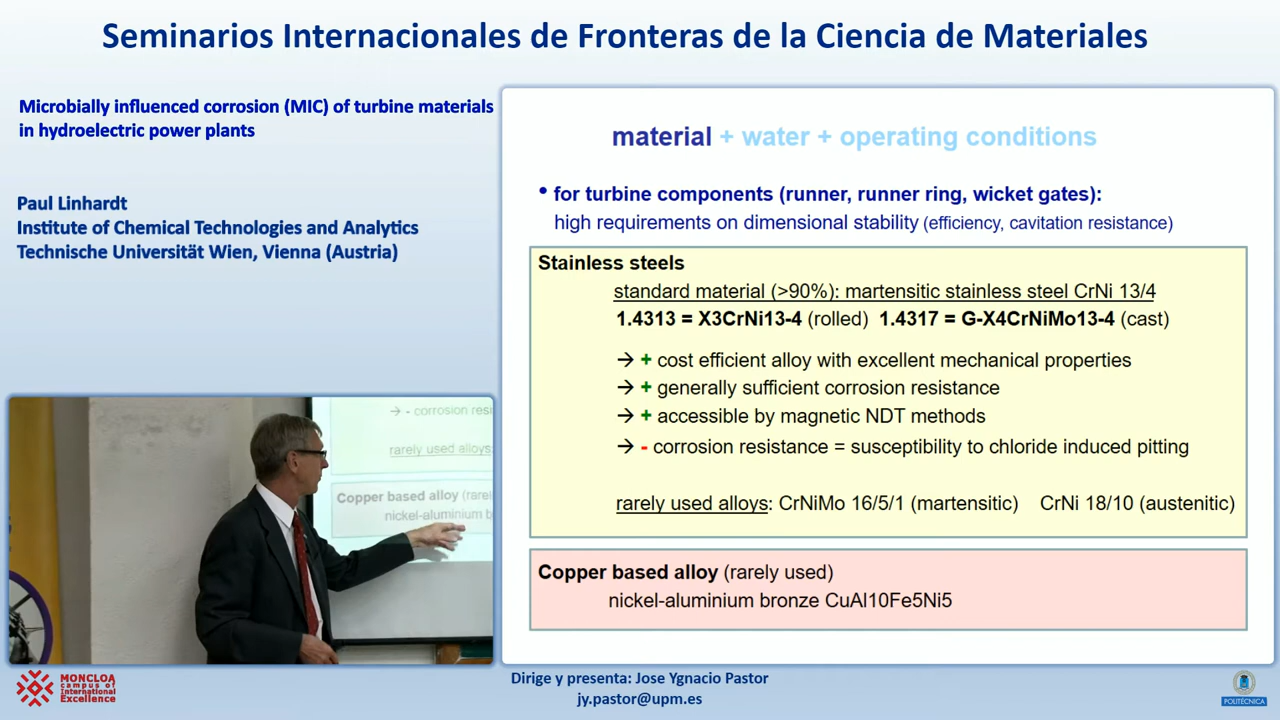 Seminarios Internacionales de Fronteras de la Ciencia de Materiales
Microbially influenced corrosion (MIC) of turbine materials
in hydroelectric power plants
Paul Linhardt
Institute of Chemical Technologies and Analytics
Technische Universität Wien, Vienna (Austria)
material + water + operating conditions
• for turbine components (runner, runner ring, wicket gates):
high requirements on dimensional stability (efficiency, cavitation resistance)
Stainless steels
standard material (>90%): martensitic stainless steel CrNi 13/4
1.4313 = X3CrNi13-4 (rolled) 1.4317 = G-X4CrNiMo13-4 (cast)
→ + cost efficient alloy with excellent mechanical properties
→ + generally sufficient corrosion resistance
→ + accessible by magnetic NDT methods
→ - corrosion resistance = susceptibility to chloride induced pitting
rarely used alloys: CrNiMo 16/5/1 (martensitic) CrNi 18/10 (austenitic)
Copper based alloy (rarely used)
nickel-aluminium bronze CuAl10Fe5Ni5
→ - corrosion resi
rarely used alloys
Copper based alloy (rarel
nickel-aluminium b
MONCLOA
campus of
International
Excellence
Dirige y presenta: Jose Ygnacio Pastor
jy.pastor@upm.es
POLITÉCNICA